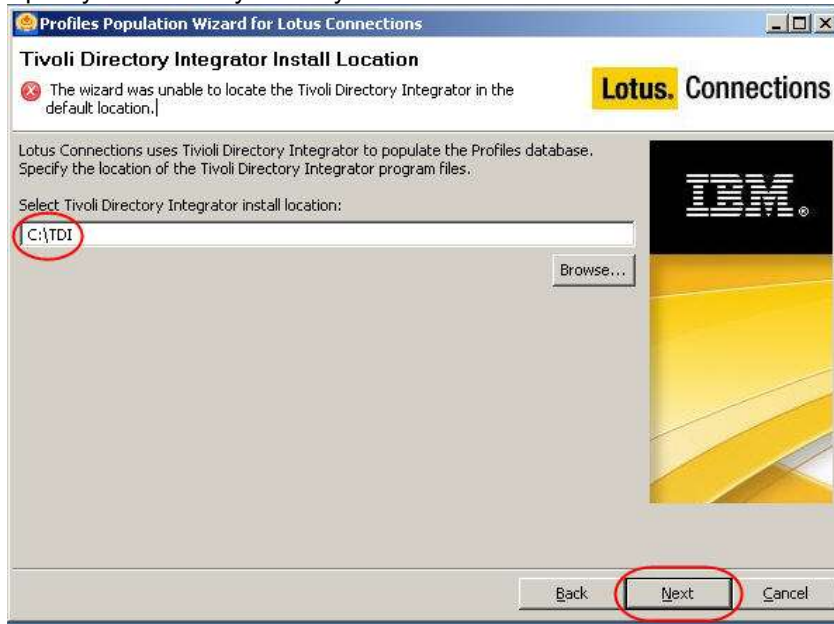 Profiles Population Wizard for Lotus Connections
Tivoli Directory Integrator Install Location
The wizard was unable to locate the Tivoli Directory Integrator in the
default location.
Lotus. Connections
Lotus Connections uses Tivioli Directory Integrator to populate the Profiles database.
Specify the location of the Tivoli Directory Integrator program files.
IBM®
Select Tivoli Directory Integrator install location:
C:\TDI
Browse...
Back Next Cancel